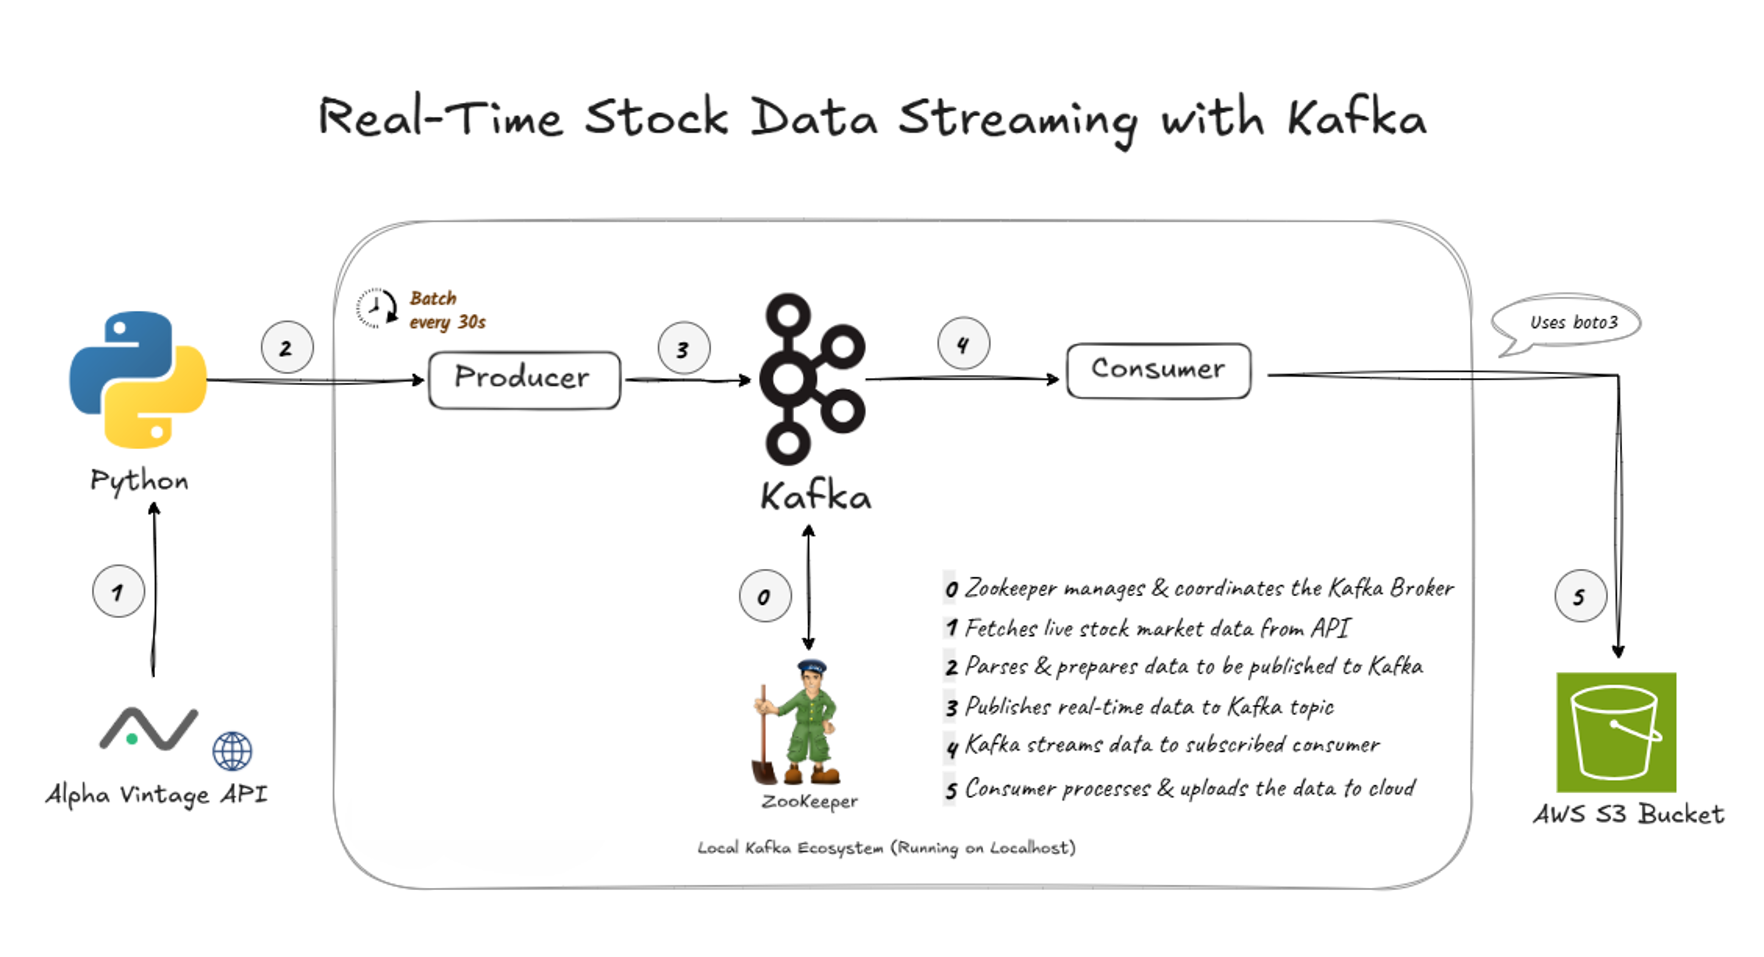 Real-Time Stock Data Streaming with Kafka
Batch
every 30s
Uses boto3
2
3
4
Producer
Consumer
Python
Kafka
1
0
5
0 Zookeeper manages & coordinates the Kafka Broker
1 Fetches live stock market data from API
2 Parses & prepares data to be published to Kafka
3 Publishes real-time data to Kafka topic
4 Kafka streams data to subscribed consumer
5 Consumer processes & uploads the data to cloud
Alpha Vintage API
ZooKeeper
AWS S3 Bucket
Local Kafka Ecosystem (Running on Localhost)